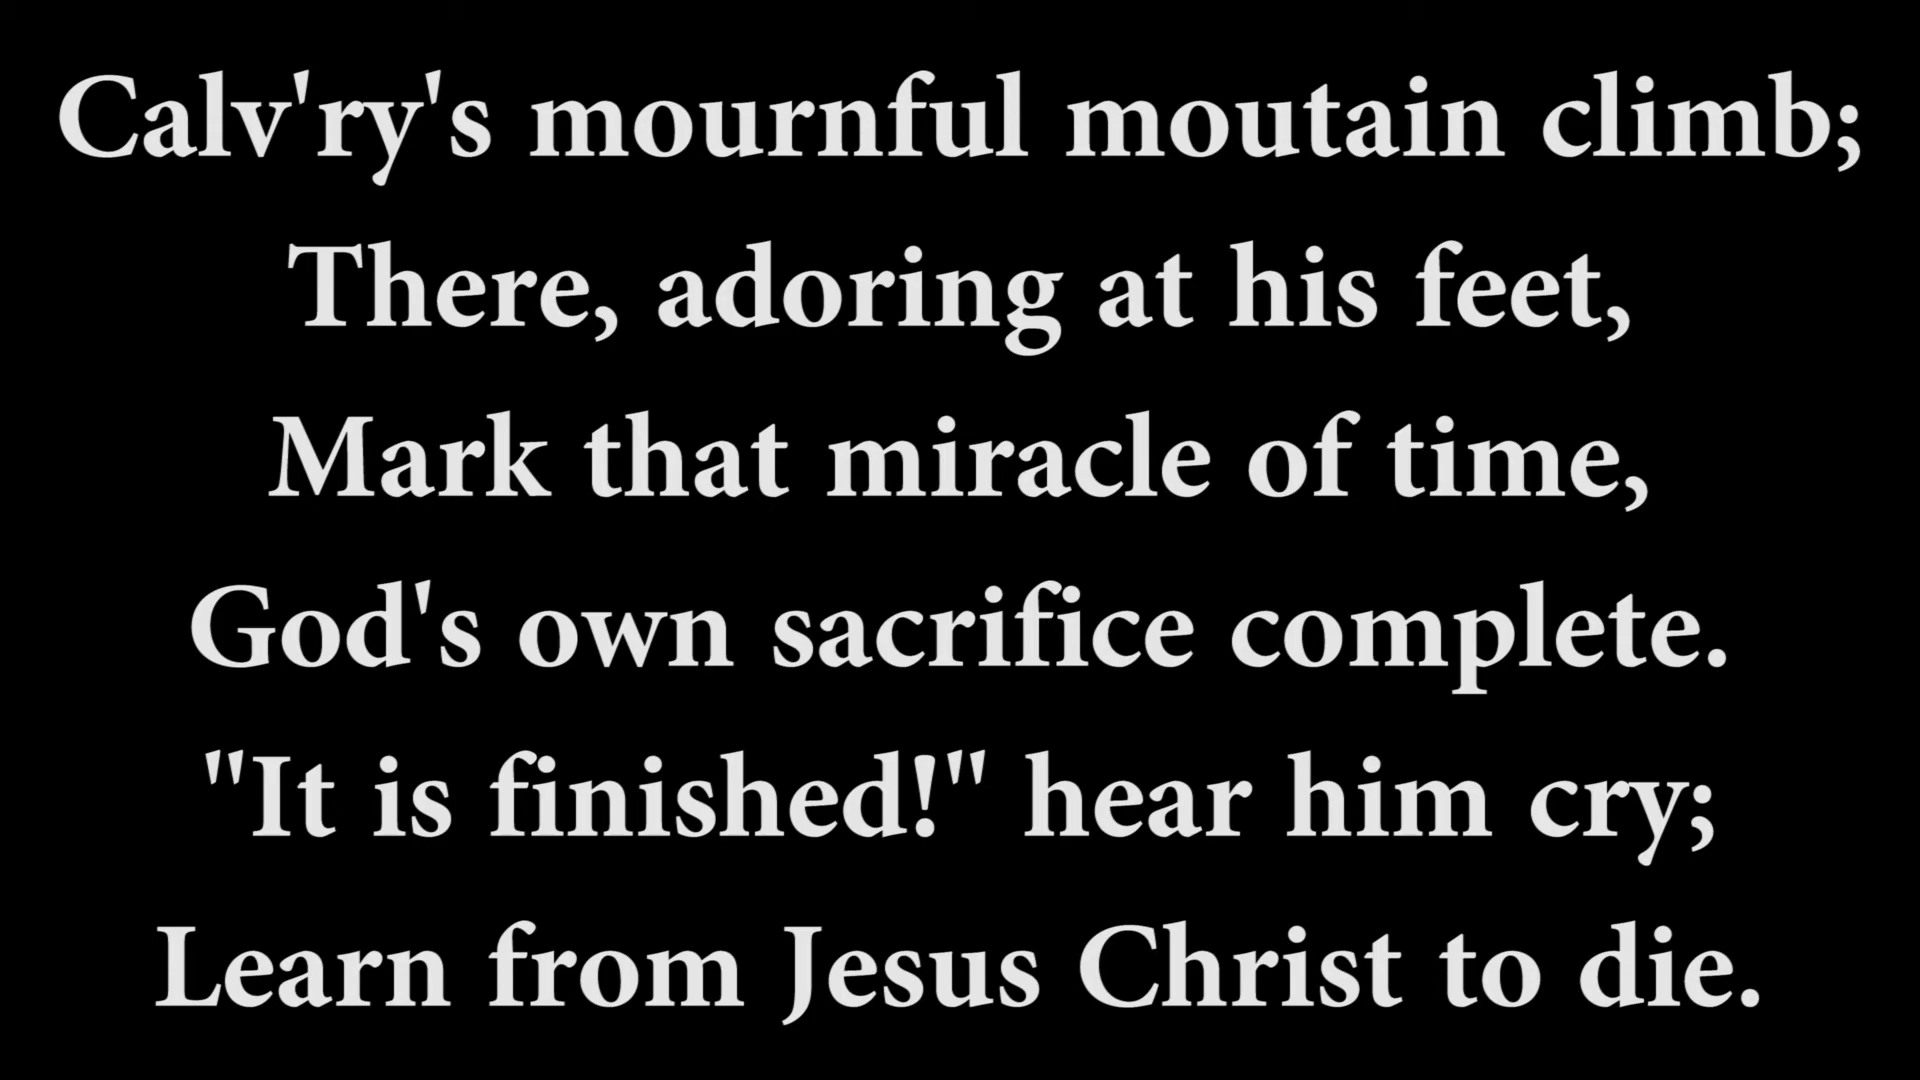 Calv'ry's mournful moutain climb;
There, adoring at his feet,
Mark that miracle of time,
God's own sacrifice complete.
"It is finished!" hear him cry;
Learn from Jesus Christ to die.